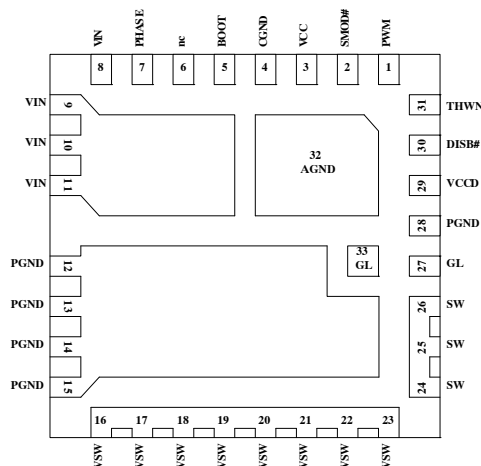 VIN PHASE nc BOOT CGND VCC SMOD# PWM
8 7 6 5 4 3 2 1
VIN 9
VIN 10
VIN 11
31 THWN
30 DISB#
29 VCCD
28 PGND
27 GL
32
AGND
33
GL
PGND 12
PGND 13
PGND 14
PGND 15
26 SW
25 SW
24 SW
16 17 18 19 20 21 22 23
VSW VSW VSW VSW VSW VSW VSW VSW